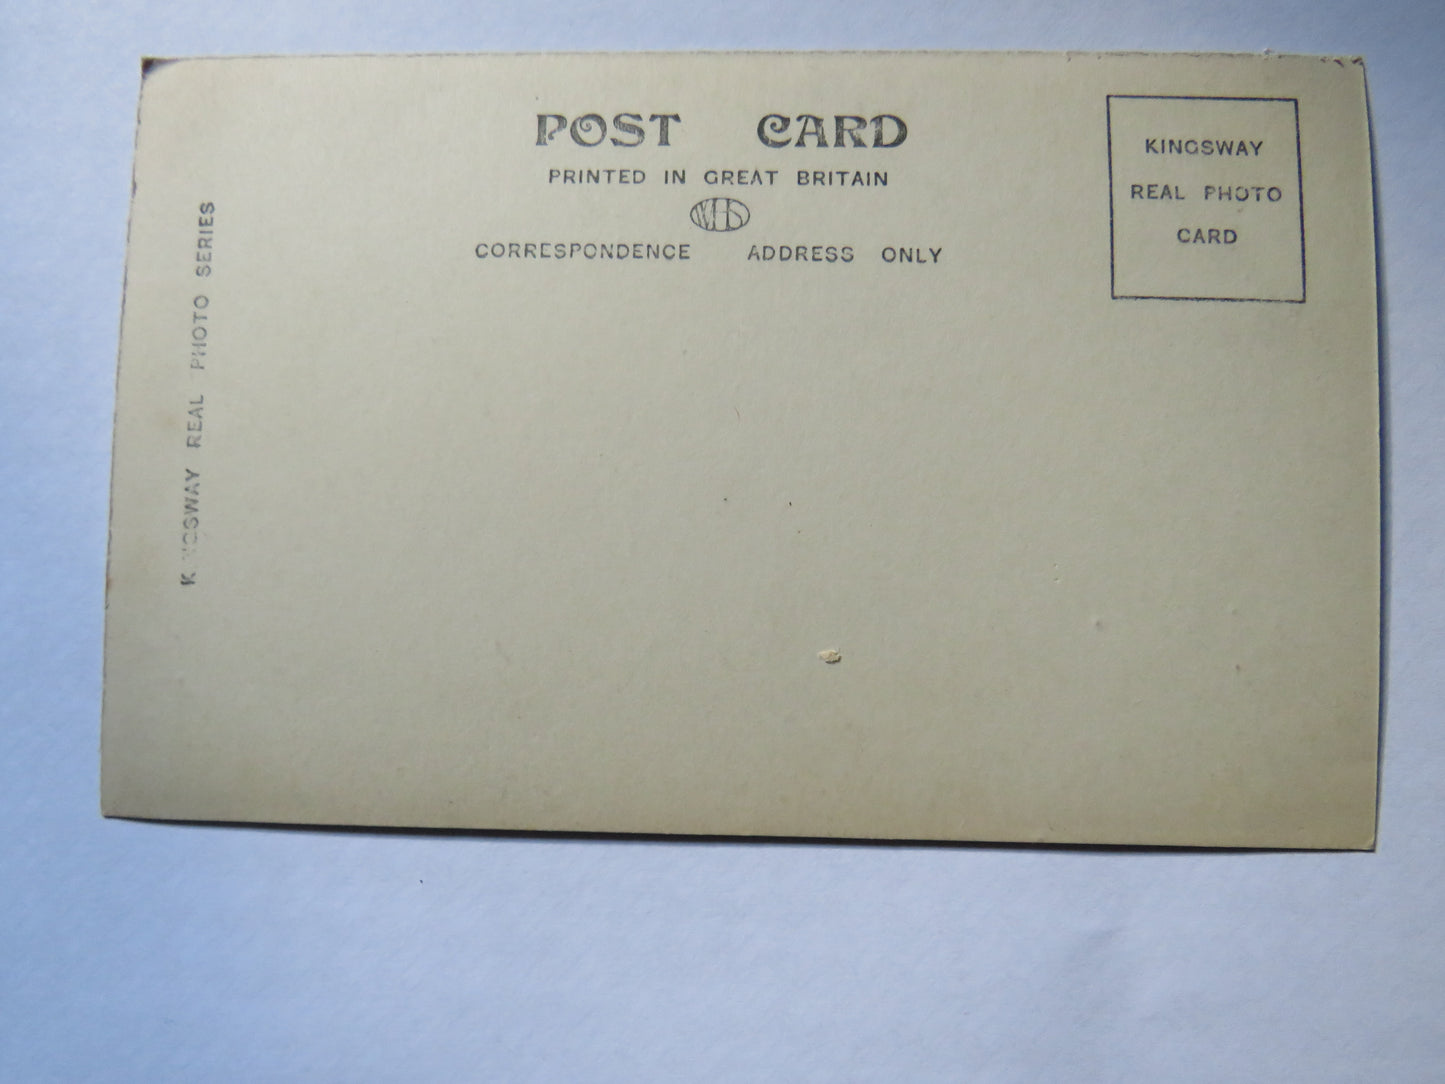 POST CARD
PRINTED IN GREAT BRITAIN
WHS
CORRESPONDENCE ADDRESS ONLY
KINGSWAY
REAL PHOTO
CARD
KINGSWAY REAL PHOTO SERIES